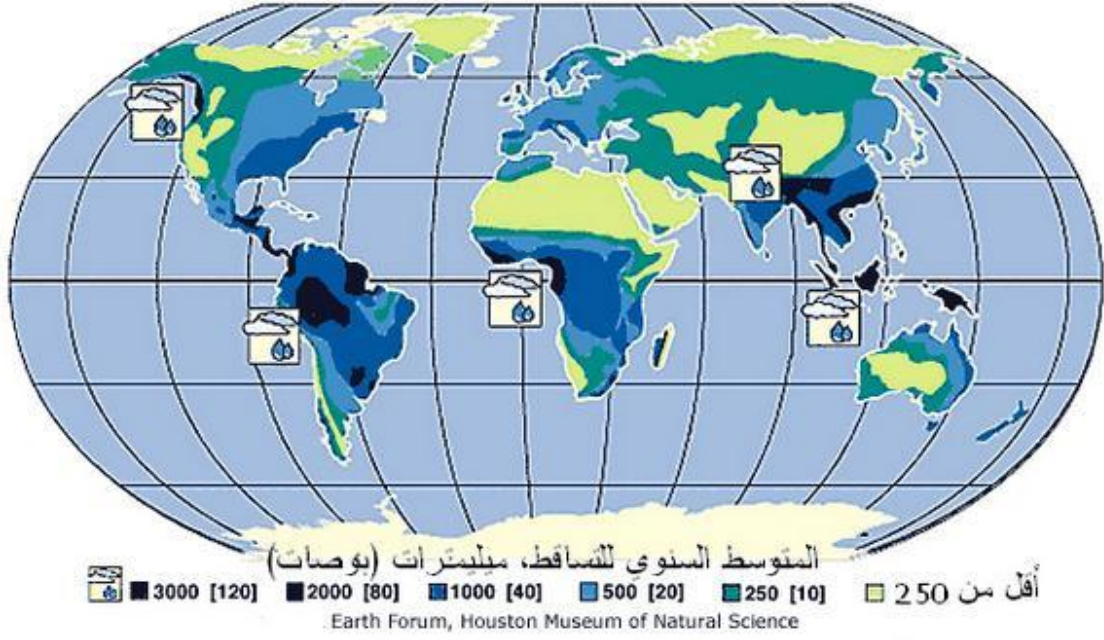 المتوسط السنوي للتساقط، ميليمترات (بوصات)
3000 [120] 2000 [80] 1000 [40] 500 [20] 250 [10] أقل من 250
Earth Forum, Houston Museum of Natural Science